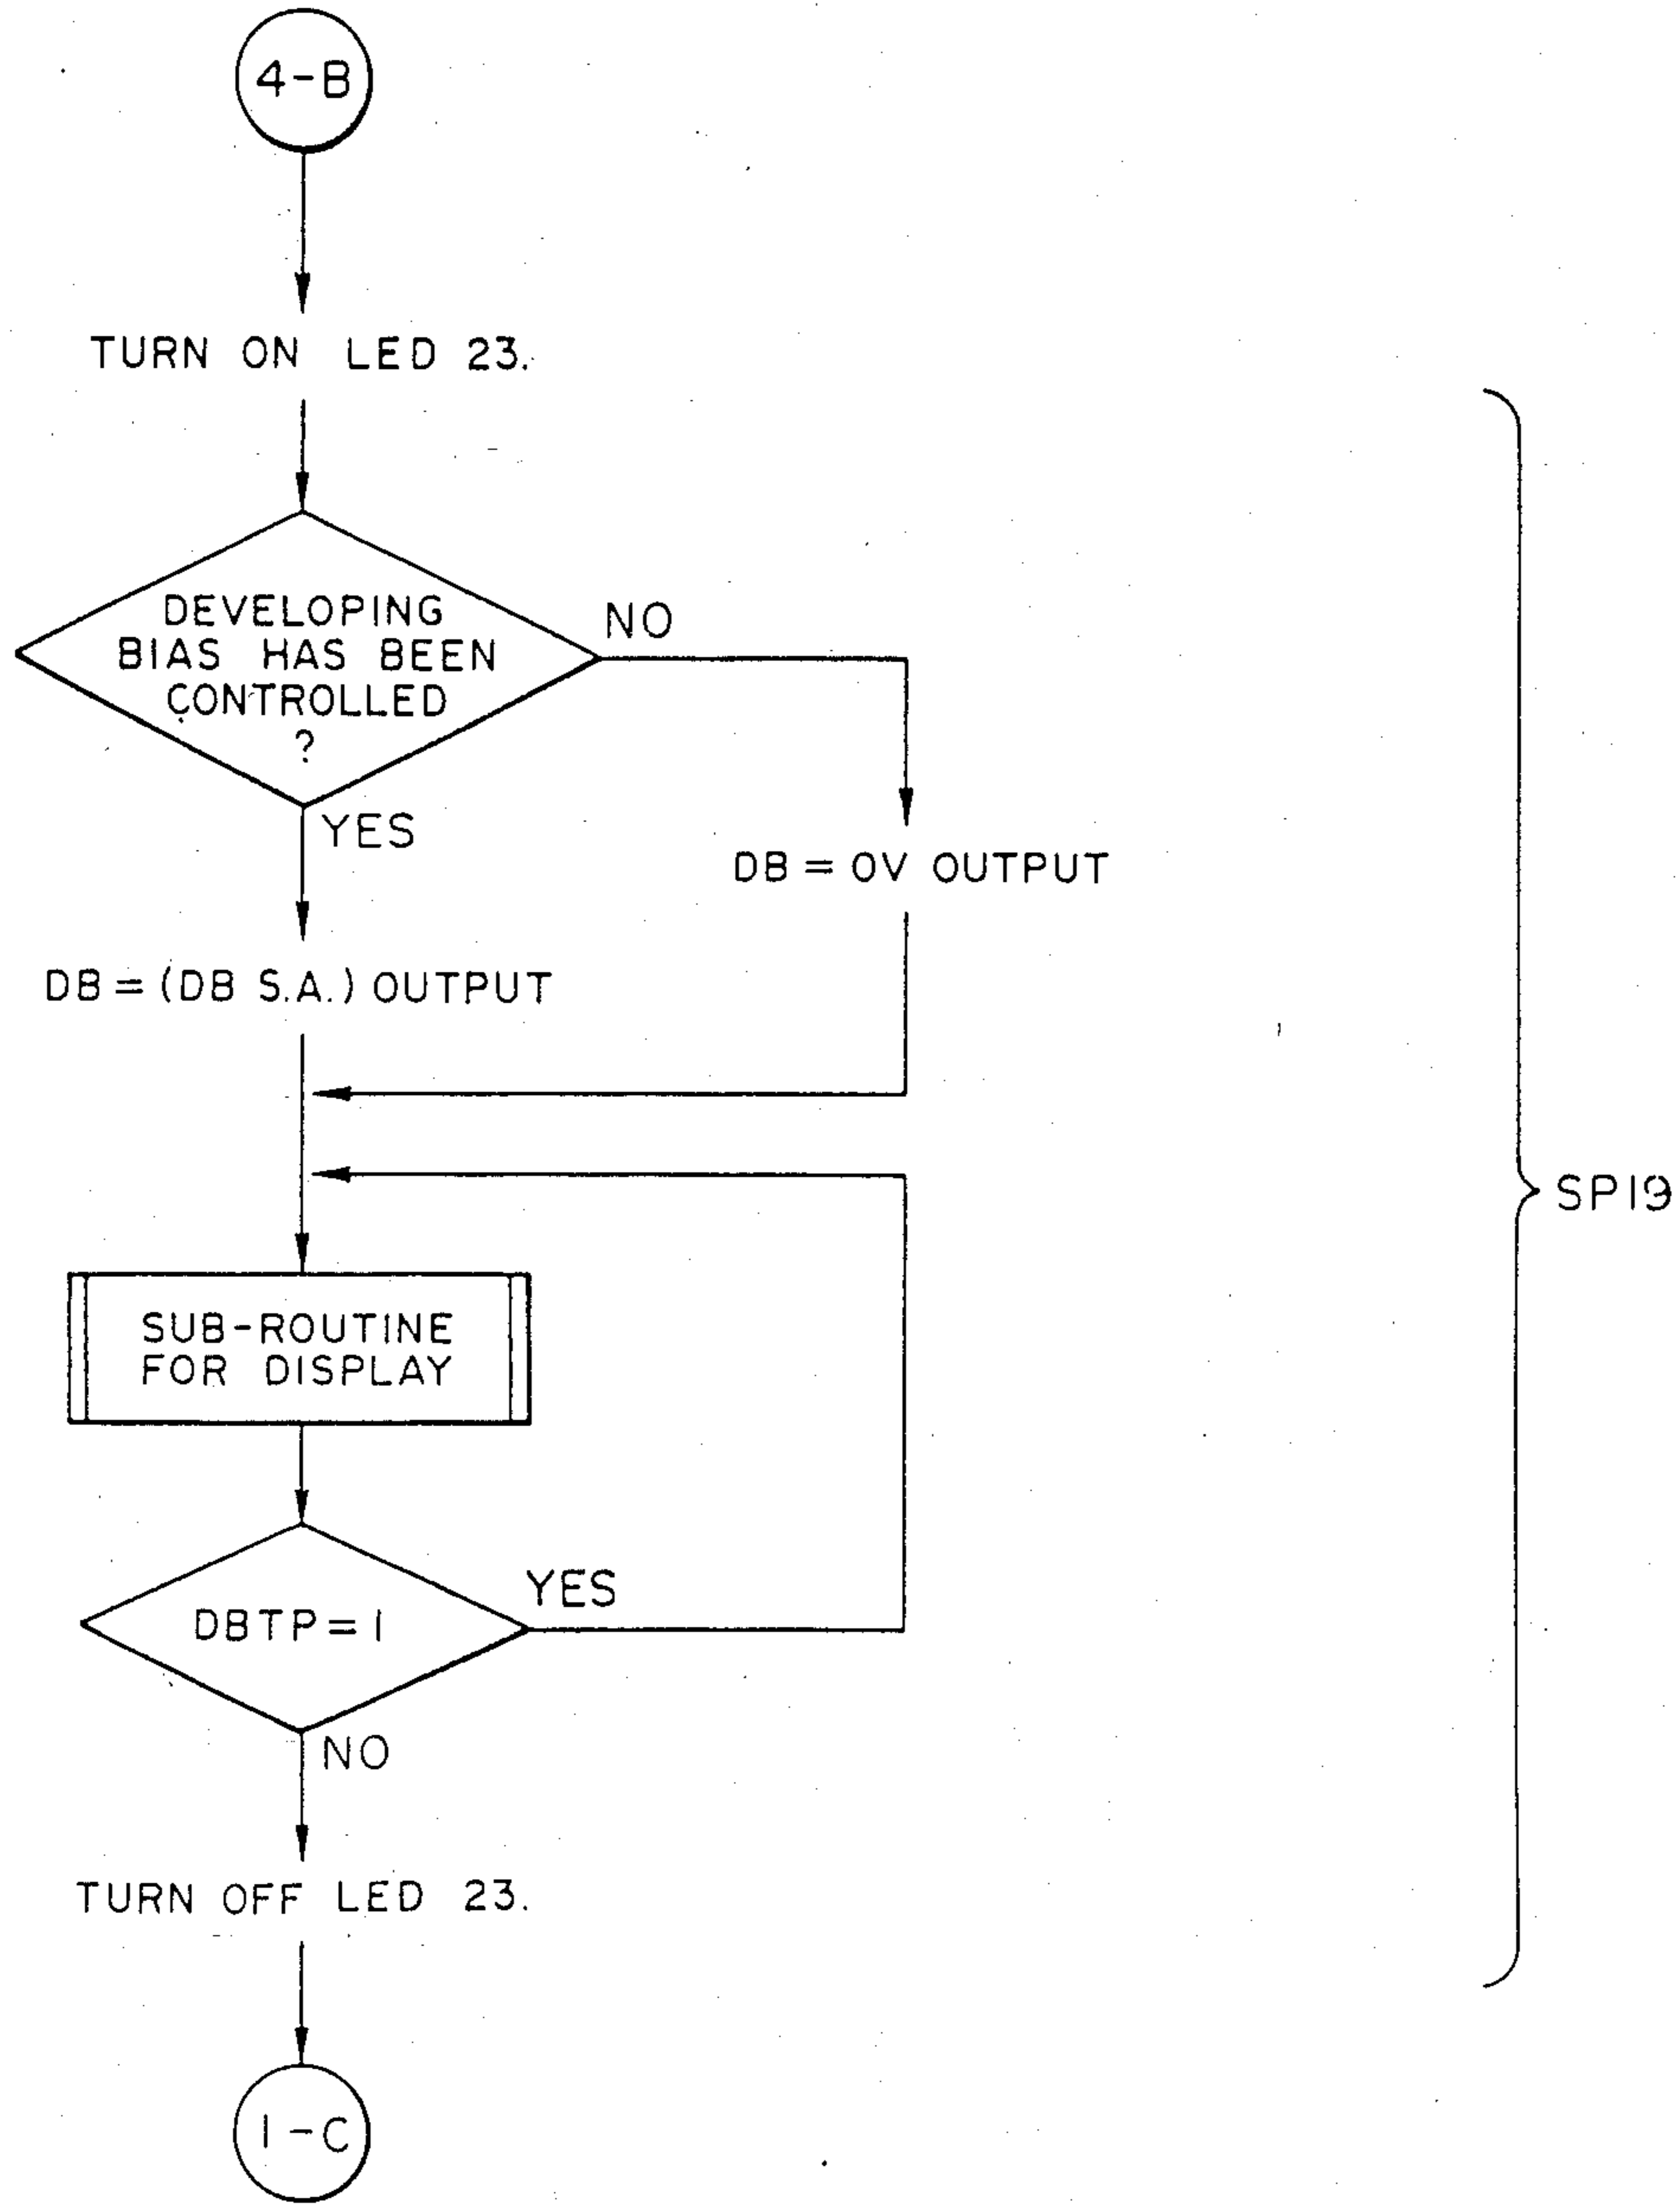 4-B
TURN ON LED 23.
DEVELOPING
BIAS HAS BEEN
CONTROLLED
?
NO
YES
DB = 0V OUTPUT
DB = (DB S.A.) OUTPUT
SP19
SUB-ROUTINE
FOR DISPLAY
YES
DBTP = 1
NO
TURN OFF LED 23.
1-C